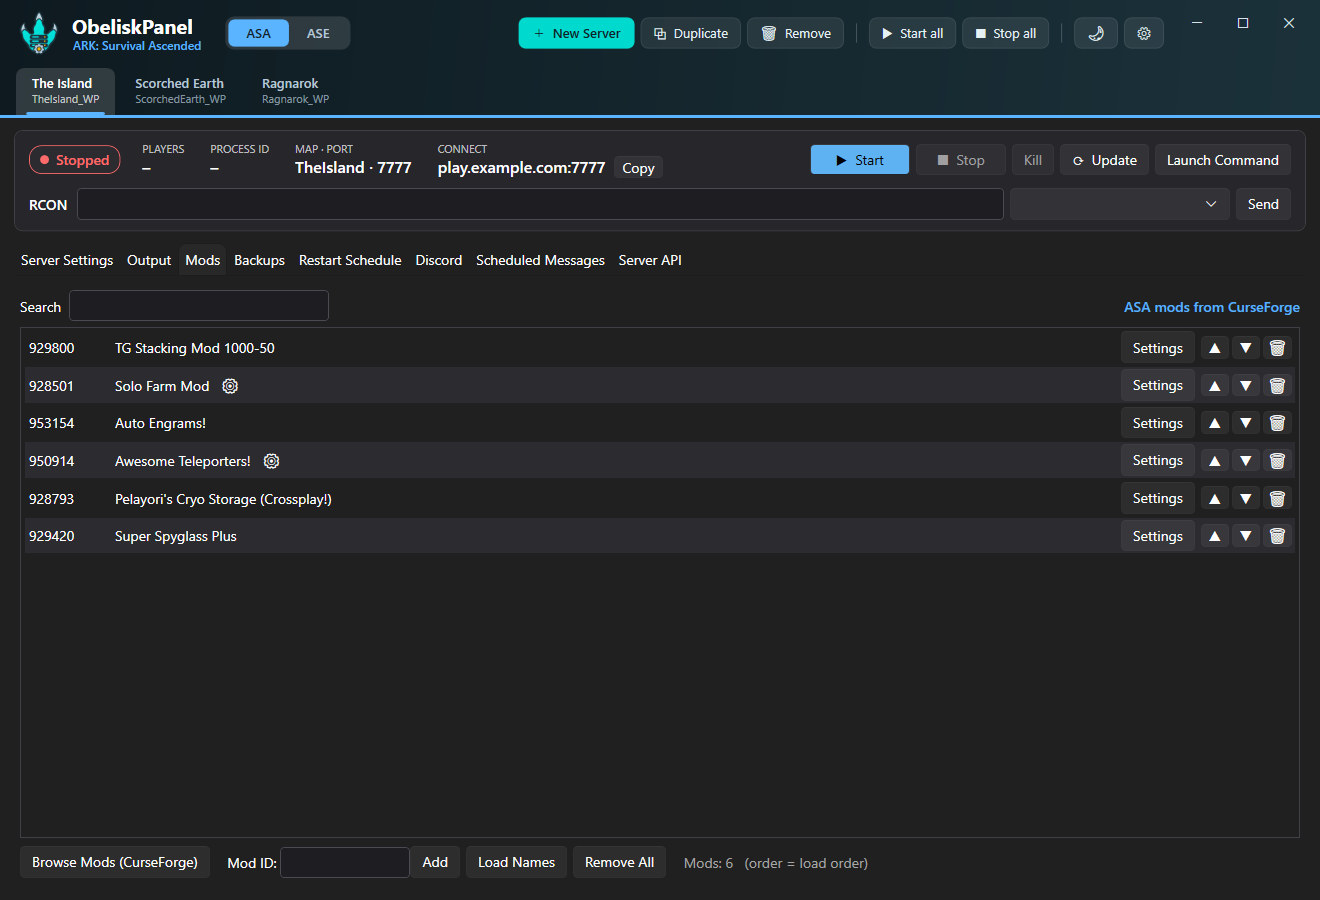 ObeliskPanel
ARK: Survival Ascended
ASA
ASE
+ New Server
Duplicate
Remove
Start all
Stop all
The Island
TheIsland_WP
Scorched Earth
ScorchedEarth_WP
Ragnarok
Ragnarok_WP
Stopped
PLAYERS
–
PROCESS ID
–
MAP · PORT
TheIsland · 7777
CONNECT
play.example.com:7777
Copy
Start
Stop
Kill
Update
Launch Command
RCON
Send
Server Settings
Output
Mods
Backups
Restart Schedule
Discord
Scheduled Messages
Server API
Search
ASA mods from CurseForge
929800 TG Stacking Mod 1000-50 Settings
928501 Solo Farm Mod Settings
953154 Auto Engrams! Settings
950914 Awesome Teleporters! Settings
928793 Pelayori's Cryo Storage (Crossplay!) Settings
929420 Super Spyglass Plus Settings
Browse Mods (CurseForge)
Mod ID:
Add
Load Names
Remove All
Mods: 6 (order = load order)